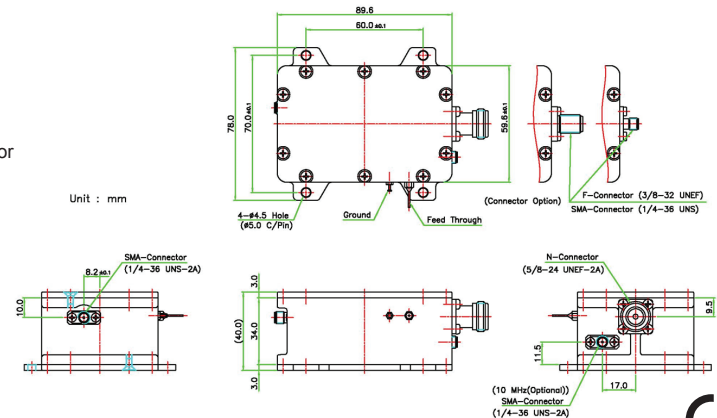 89.6
60.0±0.1
78.0
70.0±0.1
59.6±0.1
or
Unit : mm
4-ø4.5 Hole
(ø5.0 C/Pin)
Ground
Feed Through
(Connector Option)
F-Connector (3/8-32 UNEF)
SMA-Connector (1/4-36 UNS)
SMA-Connector
(1/4-36 UNS-2A)
8.2±0.1
10.0
3.0
(40.0)
34.0
3.0
N-Connector
(5/8-24 UNEF-2A)
9.5
11.5
17.0
(10 MHz(Optional))
SMA-Connector
(1/4-36 UNS-2A)